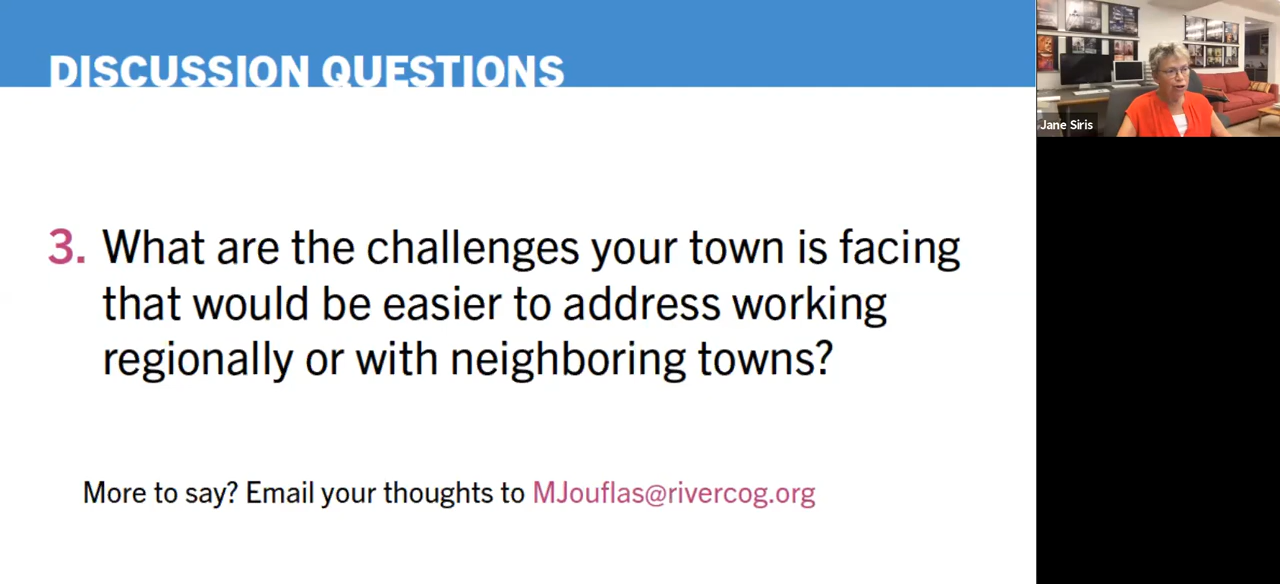 DISCUSSION QUESTIONS
3. What are the challenges your town is facing
that would be easier to address working
regionally or with neighboring towns?
More to say? Email your thoughts to MJouflas@rivercog.org
Jane Siris